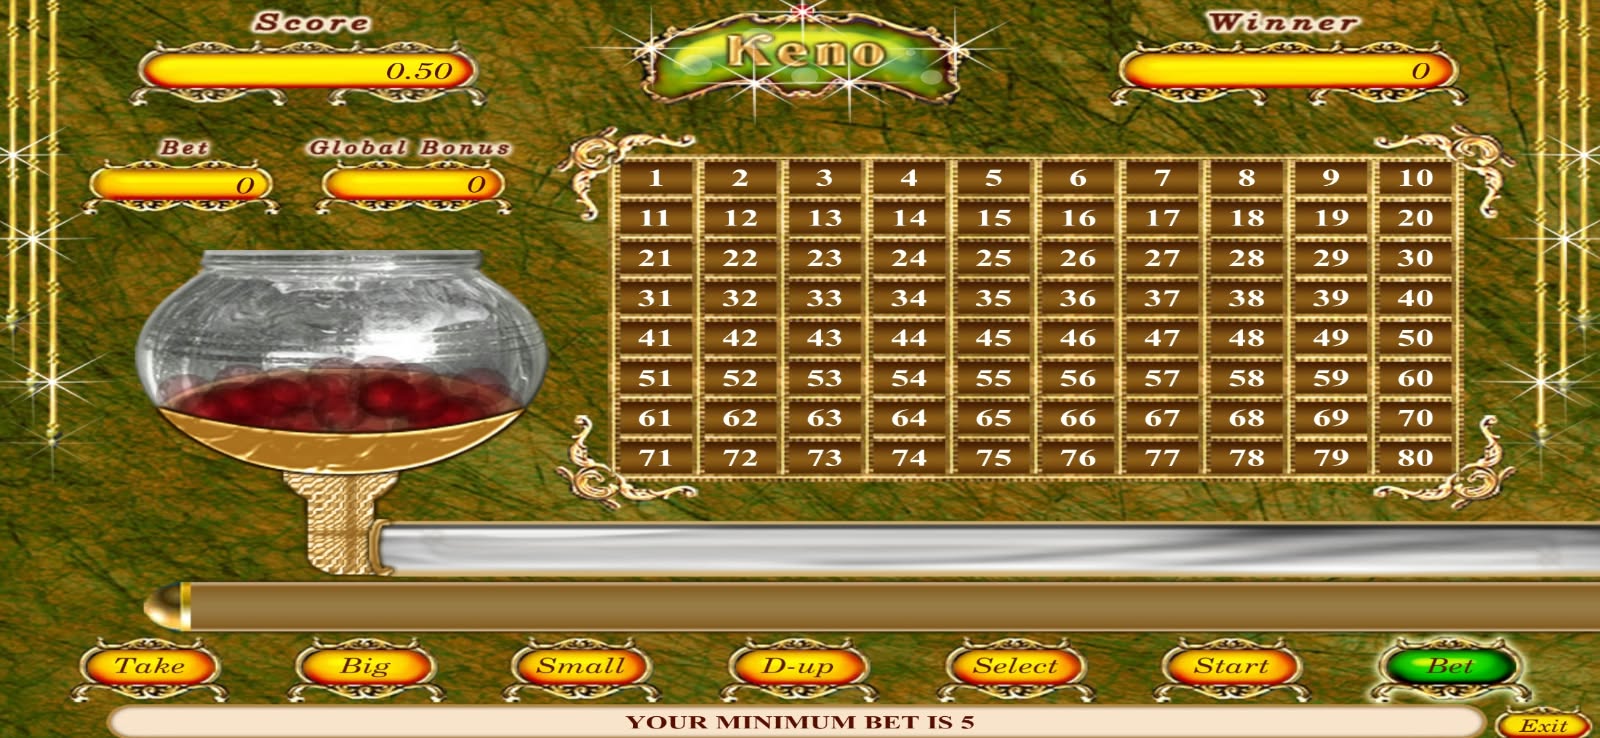 Score
Keno
Winner
0.50
0
Bet
Global Bonus
0
0
1 2 3 4 5 6 7 8 9 10
11 12 13 14 15 16 17 18 19 20
21 22 23 24 25 26 27 28 29 30
31 32 33 34 35 36 37 38 39 40
41 42 43 44 45 46 47 48 49 50
51 52 53 54 55 56 57 58 59 60
61 62 63 64 65 66 67 68 69 70
71 72 73 74 75 76 77 78 79 80
Take
Big
Small
D-up
Select
Start
Bet
YOUR MINIMUM BET IS 5
Exit